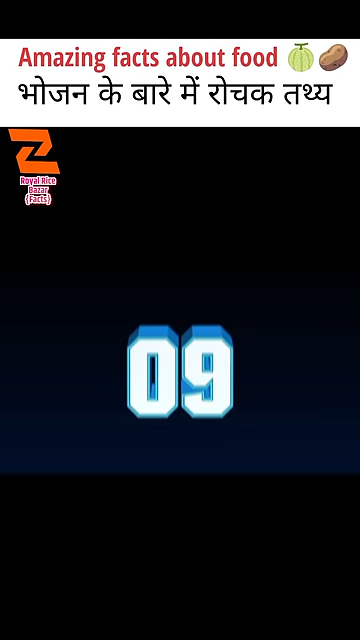 Amazing facts about food 🍈🥔
भोजन के बारे में रोचक तथ्य
Royal Rice
Bazar
{Facts}
09